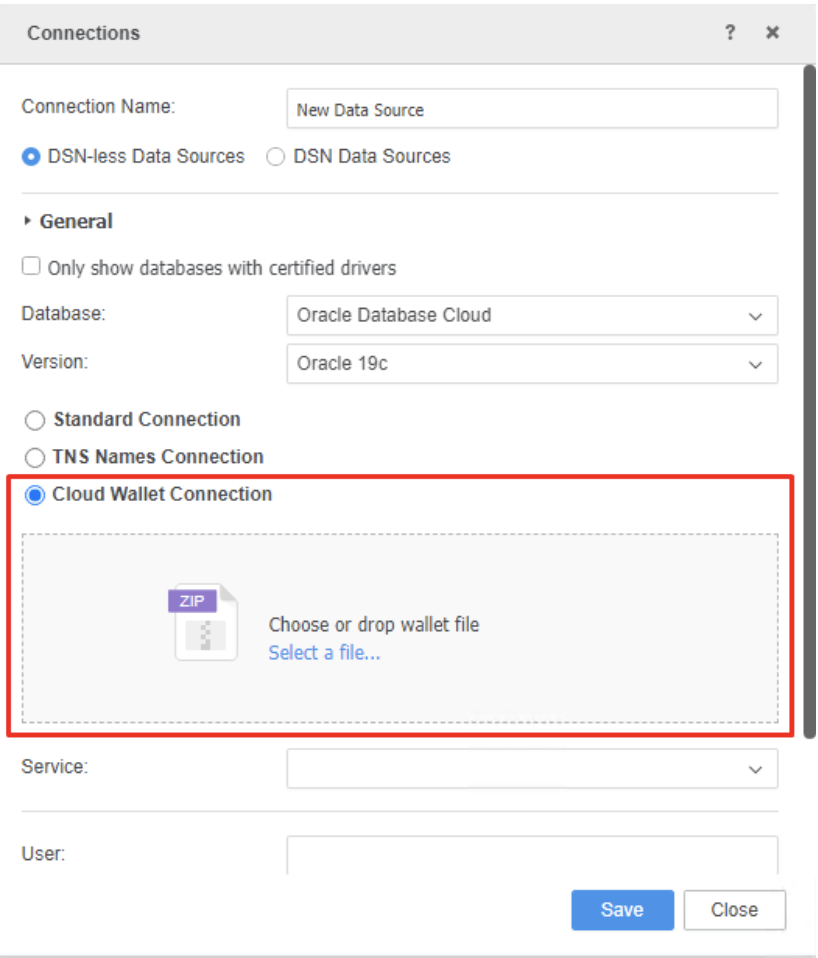 Connections ?
Connection Name: New Data Source
DSN-less Data Sources DSN Data Sources
General
Only show databases with certified drivers
Database: Oracle Database Cloud
Version: Oracle 19c
Standard Connection
TNS Names Connection
Cloud Wallet Connection
ZIP
Choose or drop wallet file
Select a file...
Service:
User:
Save Close